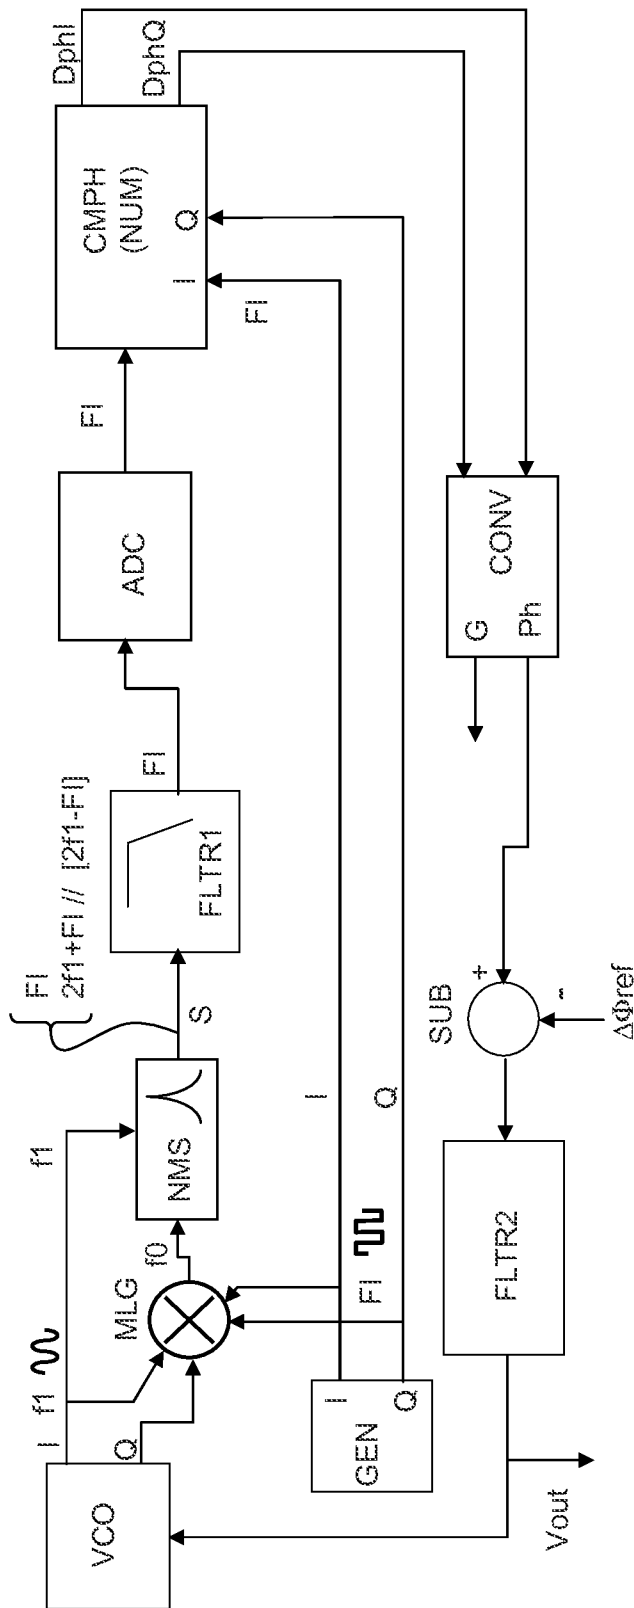 VCO
I
f1
Q
MLG
f0
f1
NMS
FI
2f1+FI // [2f1-FI]
S
FLTR1
FI
ADC
FI
CMPH
(NUM)
I
Q
DphI
DphQ
FI
GEN
I
Q
FI
I
Q
CONV
G
Ph
SUB
+
-
ΔΦref
FLTR2
Vout